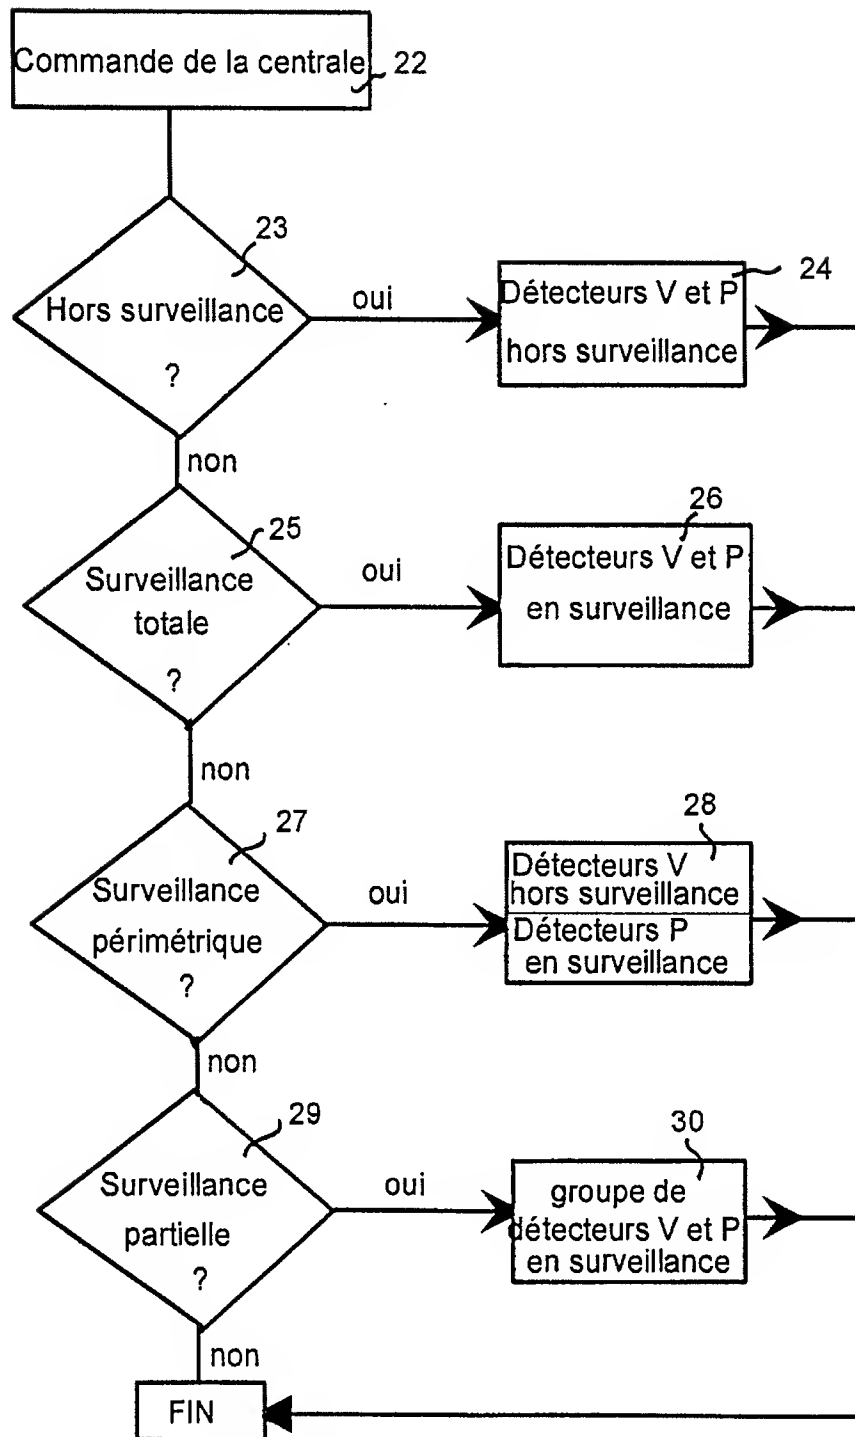 Commande de la centrale
22
23
Hors surveillance
?
oui
Détecteurs V et P
hors surveillance
24
non
25
Surveillance
totale
?
oui
26
Détecteurs V et P
en surveillance
non
27
Surveillance
périmétrique
?
oui
28
Détecteurs V
hors surveillance
Détecteurs P
en surveillance
non
29
Surveillance
partielle
?
oui
30
groupe de
détecteurs V et P
en surveillance
non
FIN